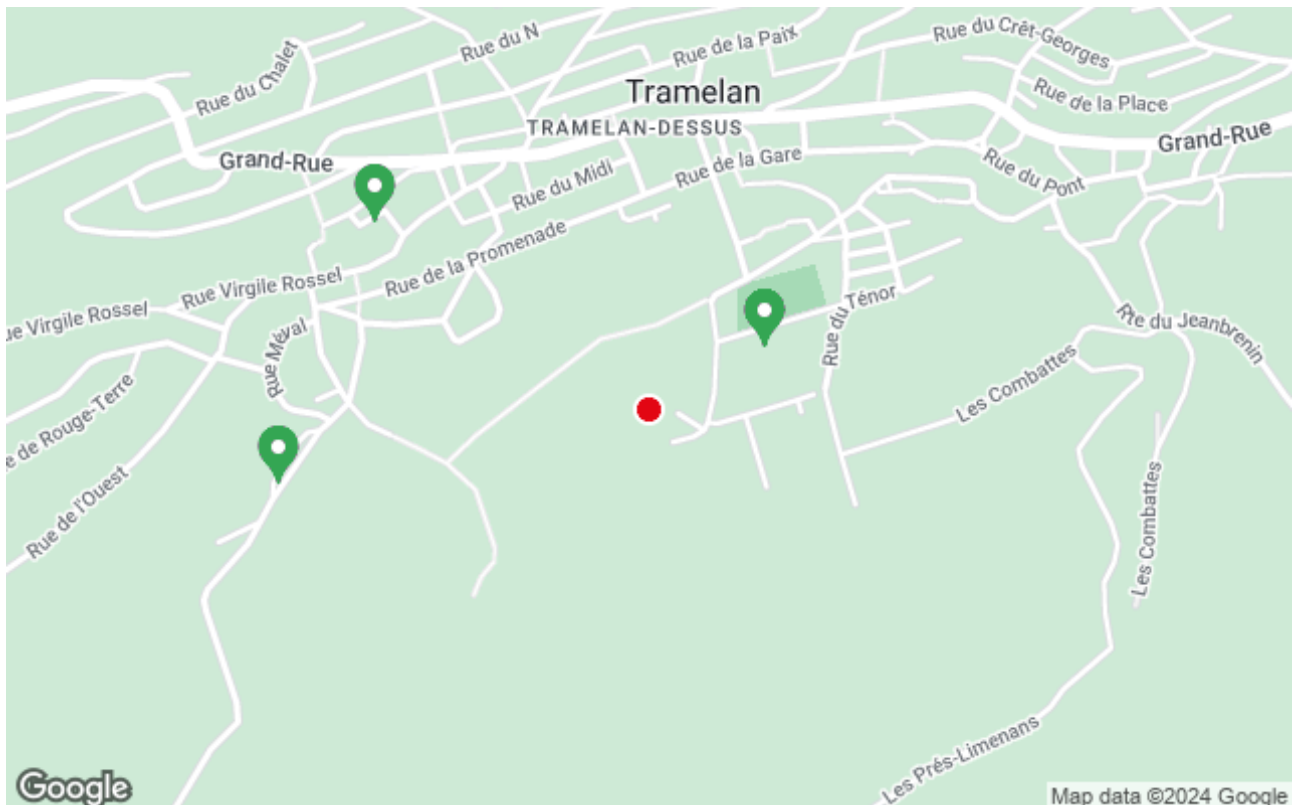 Rue du N
Rue de la Paix
Rue du Crêt-Georges
Rue du Chalet
Tramelan
Rue de la Place
TRAMELAN-DESSUS
Grand-Rue
Grand-Rue
Rue de la Gare
Rue du Midi
Rue du Pont
Rue de la Promenade
Rue Virgile Rossel
ue Virgile Rossel
Rue du Ténor
Rte du Jeanbrenin
Rue Méval
Les Combattes
e de Rouge-Terre
Rue de l'Ouest
Les Combattes
Les Prés-Limenans
Google
Map data ©2024 Google